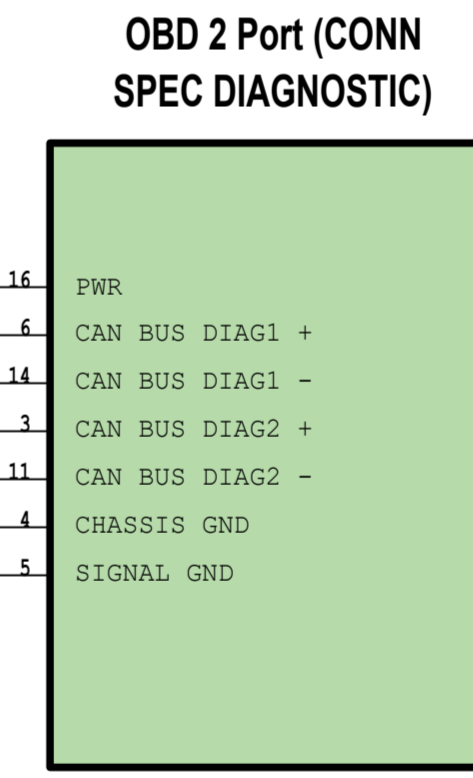 OBD 2 Port (CONN
SPEC DIAGNOSTIC)
16 PWR
6 CAN BUS DIAG1 +
14 CAN BUS DIAG1 -
3 CAN BUS DIAG2 +
11 CAN BUS DIAG2 -
4 CHASSIS GND
5 SIGNAL GND